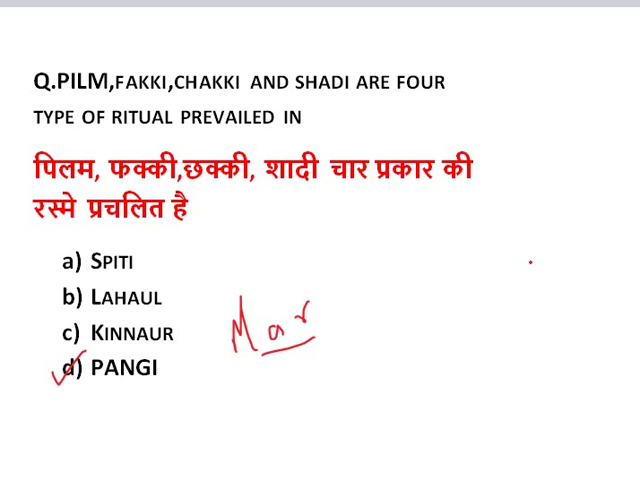 Q.PILM,FAKKI,CHAKKI AND SHADI ARE FOUR
TYPE OF RITUAL PREVAILED IN
पिलम, फक्की,छक्की, शादी चार प्रकार की
रस्मे प्रचलित है
a) SPITI
b) LAHAUL
c) KINNAUR
d) PANGI
Mar